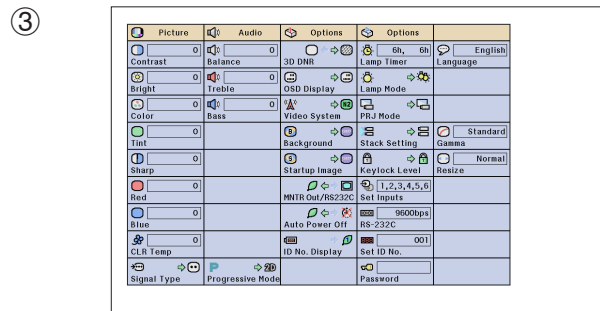 3
Picture Audio Options Options
0 0 6h, 6h English
Contrast Balance 3D DNR Lamp Timer Language
0 0
Bright Treble OSD Display Lamp Mode
0 0 R2
Color Bass Video System PRJ Mode
0 B Standard
Tint Background Stack Setting Gamma
0 S Normal
Sharp Startup Image Keylock Level Resize
0 1,2,3,4,5,6
Red MNTR Out/RS232C Set Inputs
0 9600bps
Blue Auto Power Off RS-232C
0 001
CLR Temp ID No. Display Set ID No.
P 2D
Signal Type Progressive Mode Password